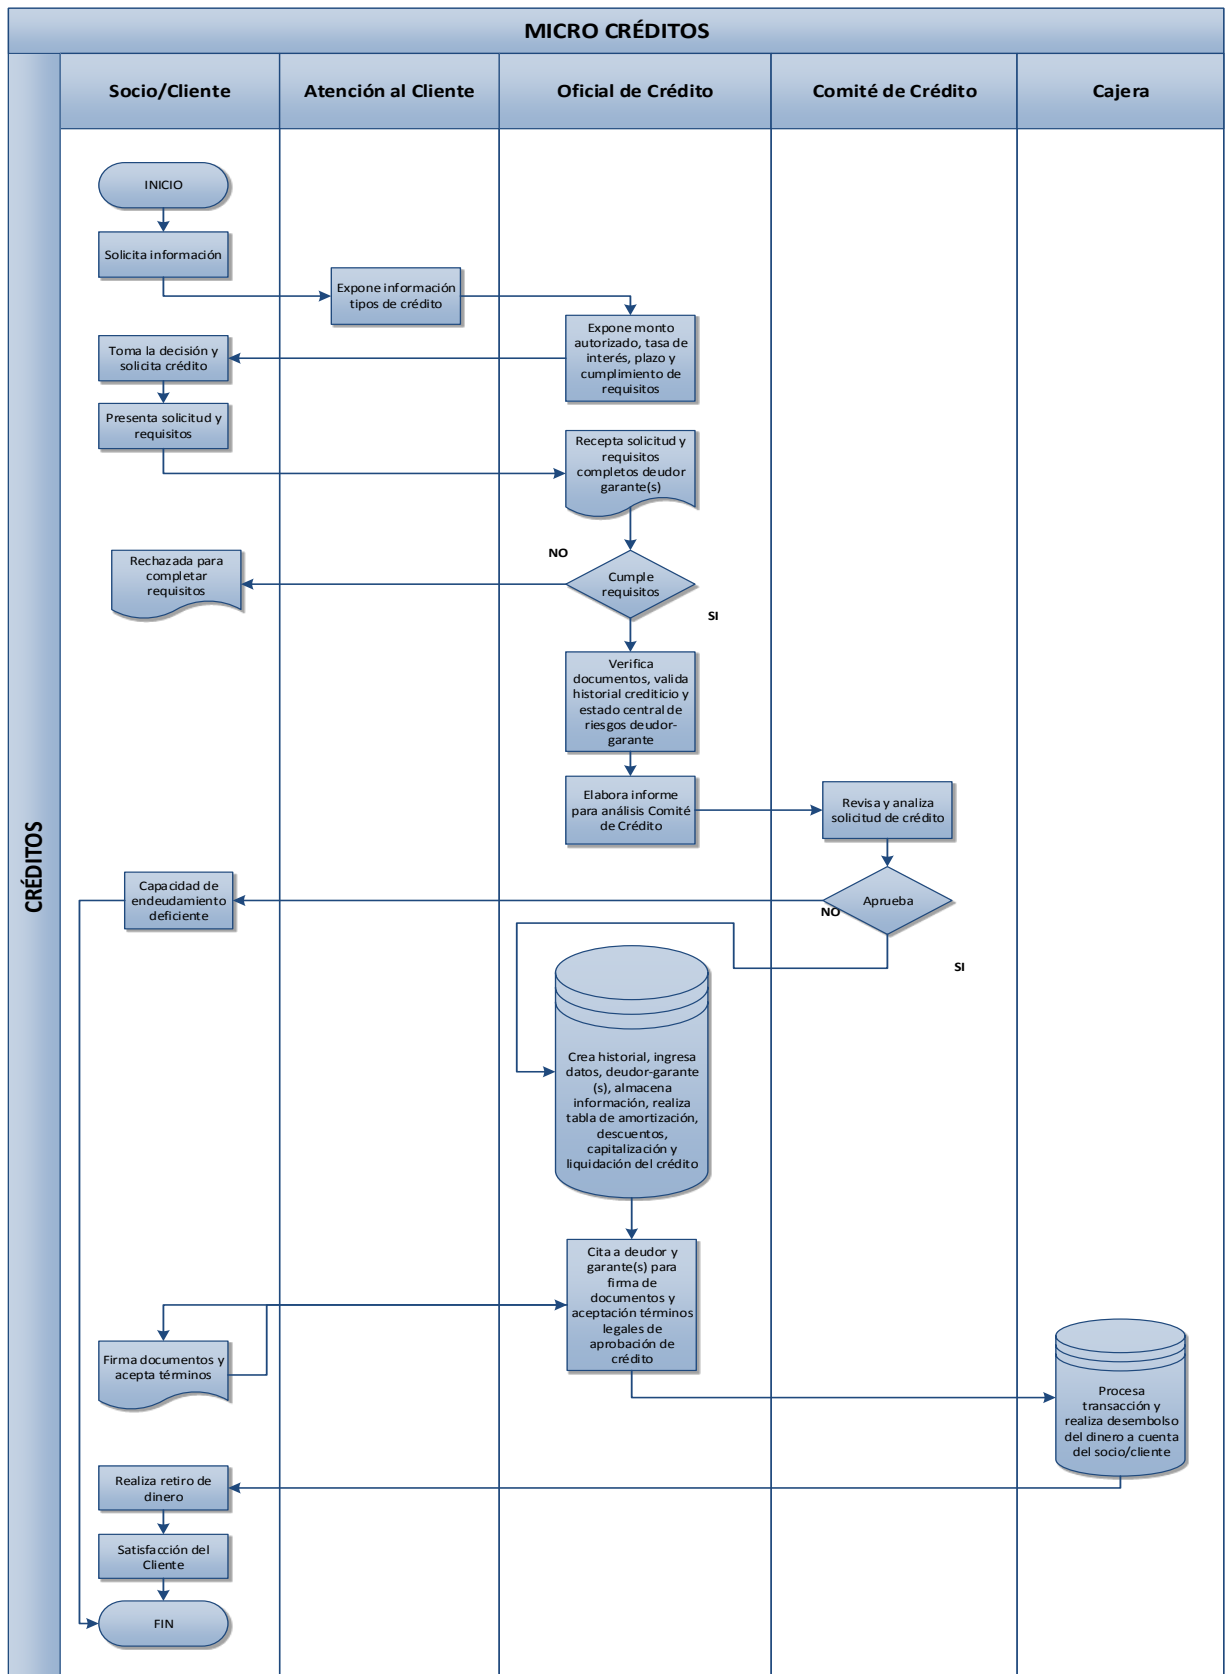 MICRO CRÉDITOS
CRÉDITOS
Socio/Cliente
Atención al Cliente
Oficial de Crédito
Comité de Crédito
Cajera
INICIO
Solicita información
Expone información
tipos de crédito
Expone monto
autorizado, tasa de
interés, plazo y
cumplimiento de
requisitos
Toma la decisión y
solicita crédito
Presenta solicitud y
requisitos
Recepta solicitud y
requisitos
completos deudor
garante(s)
NO
Cumple
requisitos
SI
Rechazada para
completar
requisitos
Verifica
documentos, valida
historial crediticio y
estado central de
riesgos deudor-
garante
Elabora informe
para análisis Comité
de Crédito
Revisa y analiza
solicitud de crédito
Aprueba
NO
SI
Capacidad de
endeudamiento
deficiente
Crea historial, ingresa
datos, deudor-garante
(s), almacena
información, realiza
tabla de amortización,
descuentos,
capitalización y
liquidación del crédito
Cita a deudor y
garante(s) para
firma de
documentos y
aceptación términos
legales de
aprobación de
crédito
Firma documentos y
acepta términos
Procesa
transacción y
realiza desembolso
del dinero a cuenta
del socio/cliente
Realiza retiro de
dinero
Satisfacción del
Cliente
FIN